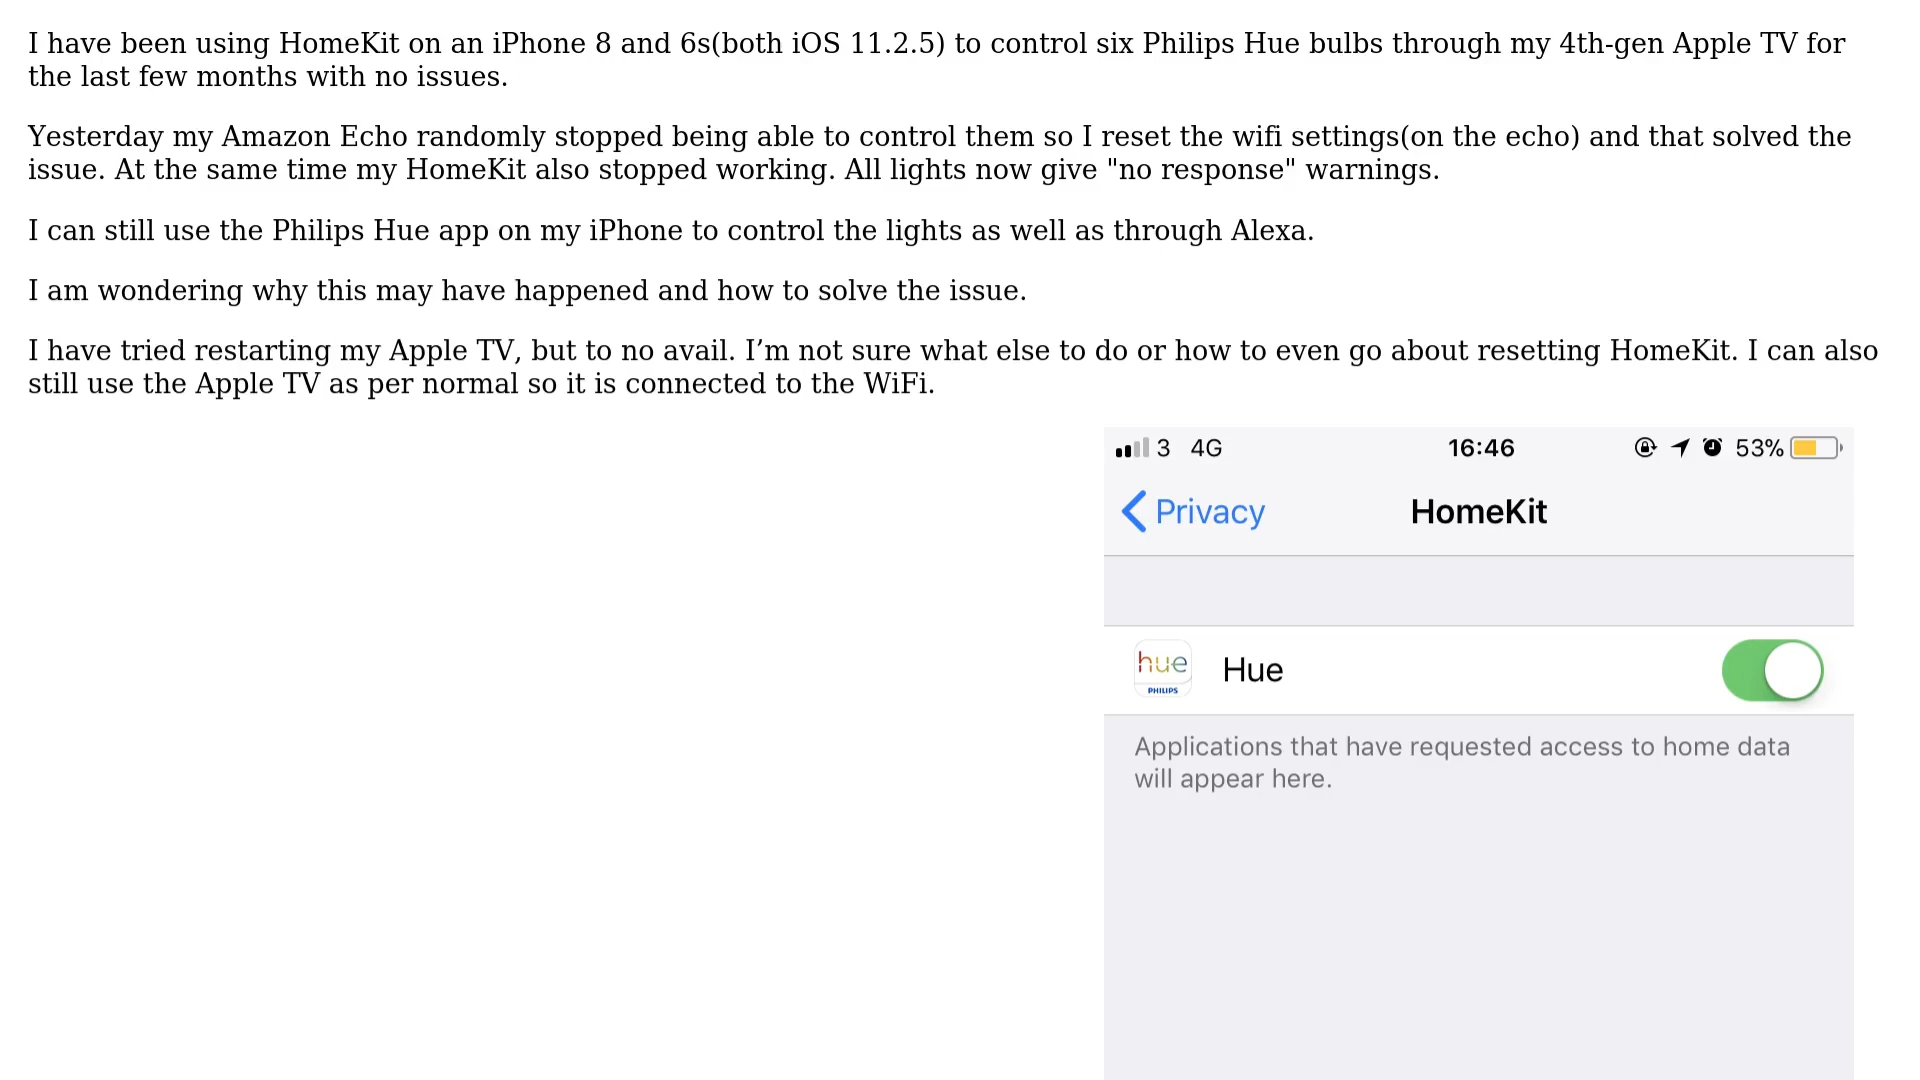 I have been using HomeKit on an iPhone 8 and 6s(both iOS 11.2.5) to control six Philips Hue bulbs through my 4th-gen Apple TV for
the last few months with no issues.
Yesterday my Amazon Echo randomly stopped being able to control them so I reset the wifi settings(on the echo) and that solved the
issue. At the same time my HomeKit also stopped working. All lights now give "no response" warnings.
I can still use the Philips Hue app on my iPhone to control the lights as well as through Alexa.
I am wondering why this may have happened and how to solve the issue.
I have tried restarting my Apple TV, but to no avail. I’m not sure what else to do or how to even go about resetting HomeKit. I can also
still use the Apple TV as per normal so it is connected to the WiFi.
3 4G 16:46 53%
Privacy HomeKit
hue
PHILIPS
Hue
Applications that have requested access to home data
will appear here.